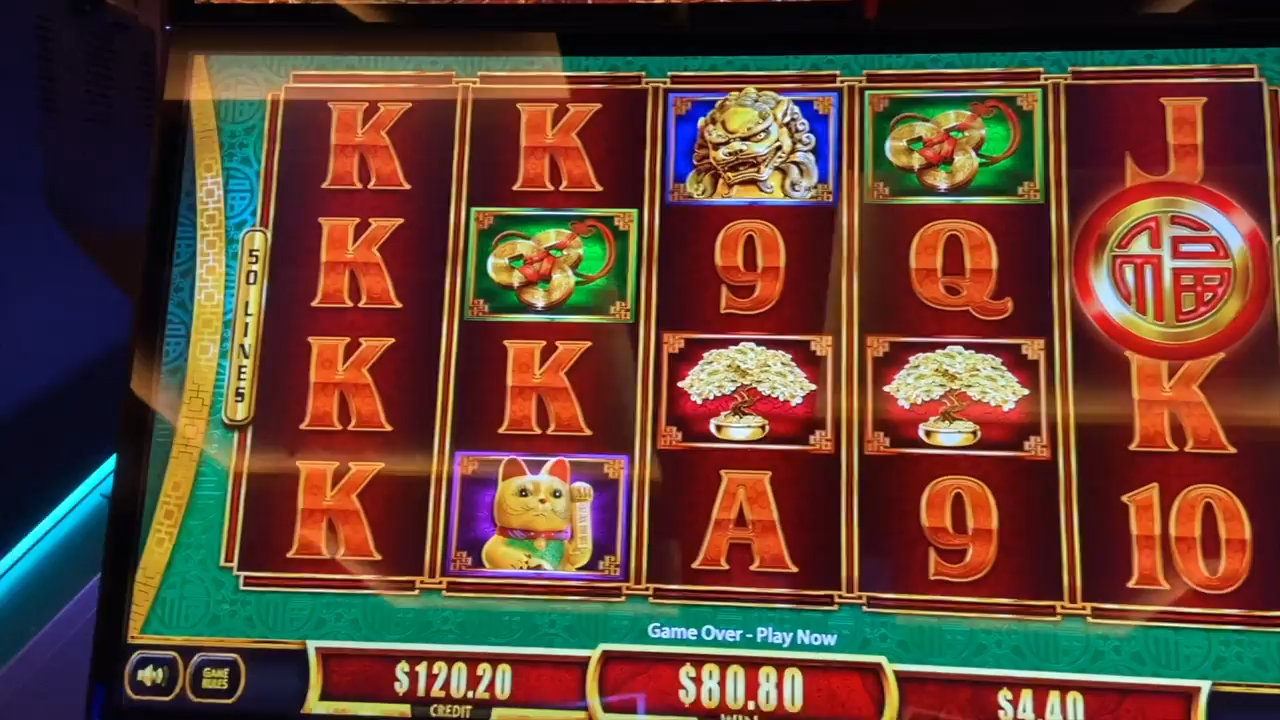 K K J
50 LINES
K 9 Q 福
K K K
K A 9 10
Game Over - Play Now
GAME RULES
$120.20 $80.80 $4.40
CREDIT WIN